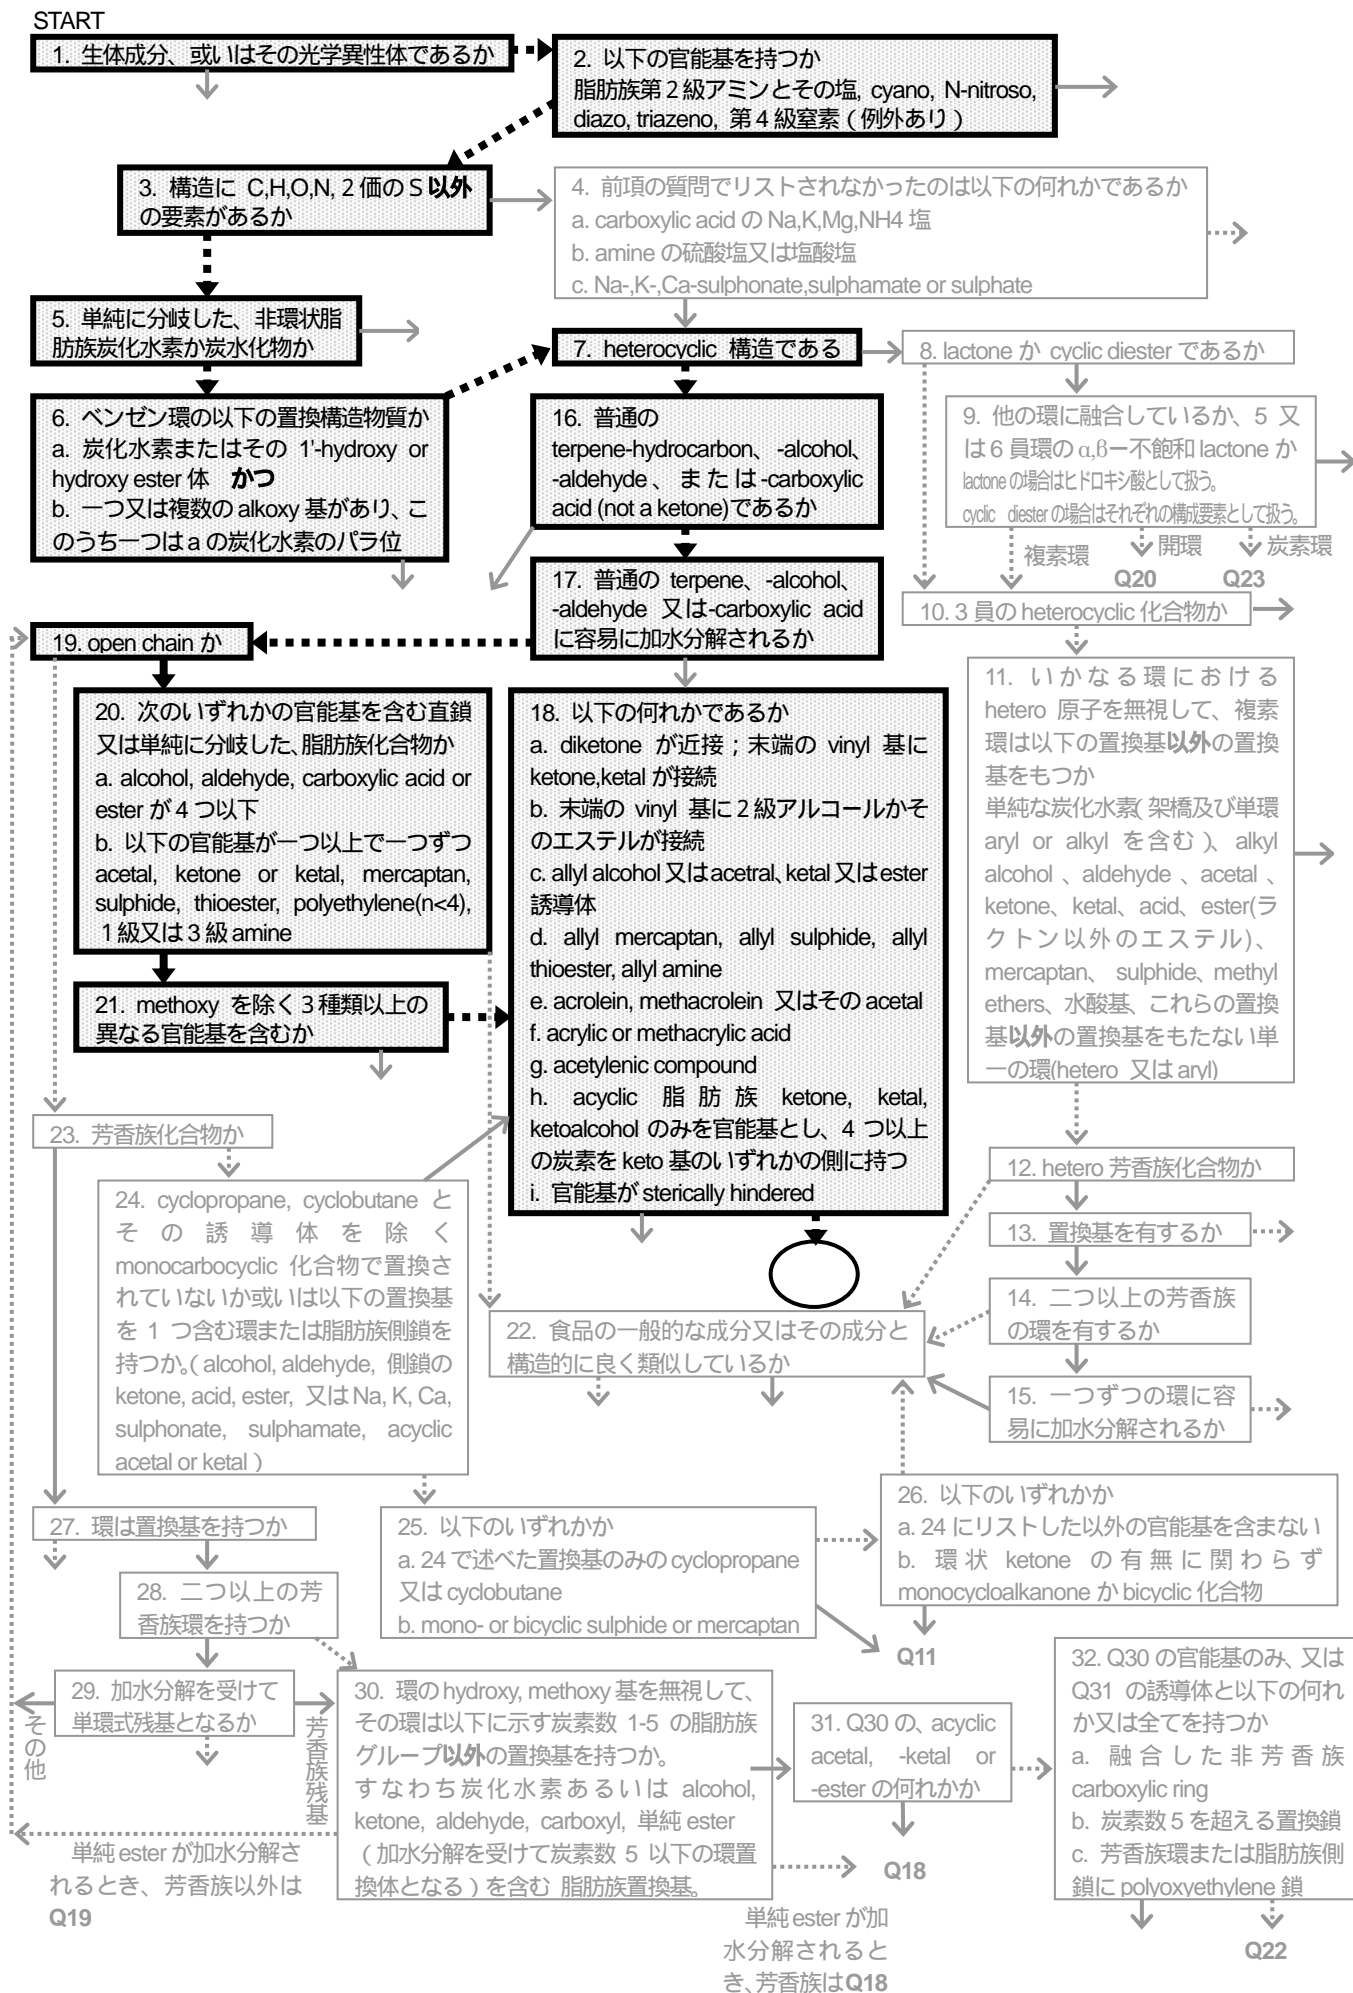 START
1. 生体成分、或いはその光学異性体であるか
2. 以下の官能基を持つか
脂肪族第２級アミンとその塩, cyano, N-nitroso,
diazo, triazeno, 第４級窒素（例外あり）
3. 構造に C,H,O,N,２価のＳ以外
の要素があるか
4. 前項の質問でリストされなかったのは以下の何れかであるか
a. carboxylic acid の Na,K,Mg,NH4 塩
b. amine の硫酸塩又は塩酸塩
c. Na-,K-,Ca-sulphonate,sulphamate or sulphate
5. 単純に分岐した、非環状脂
肪族炭化水素か炭水化物か
7. heterocyclic 構造である
8. lactone か cyclic diester であるか
6. ベンゼン環の以下の置換構造物質か
a. 炭化水素またはその 1'-hydroxy or
hydroxy ester 体　かつ
b. 一つ又は複数の alkoxy 基があり、こ
のうち一つは a の炭化水素のパラ位
16. 普通の
terpene-hydrocarbon、-alcohol、
-aldehyde、または-carboxylic
acid (not a ketone)であるか
9. 他の環に融合しているか、５又
は６員環の α,β－不飽和 lactone か
lactone の場合はヒドロキシ酸として扱う。
cyclic diester の場合はそれぞれの構成要素として扱う。
複素環
開環
炭素環
Q20
Q23
17. 普通の terpene、-alcohol、
-aldehyde 又は-carboxylic acid
に容易に加水分解されるか
10. 3 員の heterocyclic 化合物か
19. open chain か
11. いかなる環における
hetero 原子を無視して、複素
環は以下の置換基以外の置換
基をもつか
単純な炭化水素（架橋及び単環
aryl or alkyl を含む）、alkyl
alcohol、aldehyde、acetal、
ketone、ketal、acid、ester(ラ
クトン以外のエステル)、
mercaptan、sulphide、methyl
ethers、水酸基、これらの置換
基以外の置換基をもたない単
一の環(hetero 又は aryl)
20. 次のいずれかの官能基を含む直鎖
又は単純に分岐した、脂肪族化合物か
a. alcohol, aldehyde, carboxylic acid or
ester が４つ以下
b. 以下の官能基が一つ以上で一つずつ
acetal, ketone or ketal, mercaptan,
sulphide, thioester, polyethylene(n<4),
１級又は３級 amine
18. 以下の何れかであるか
a. diketone が近接；末端の vinyl 基に
ketone,ketal が接続
b. 末端の vinyl 基に２級アルコールかそ
のエステルが接続
c. allyl alcohol 又は acetral、ketal 又は ester
誘導体
d. allyl mercaptan, allyl sulphide, allyl
thioester, allyl amine
e. acrolein, methacrolein 又はその acetal
f. acrylic or methacrylic acid
g. acetylenic compound
h. acyclic 脂肪族 ketone, ketal,
ketoalcohol のみを官能基とし、４つ以上
の炭素を keto 基のいずれかの側に持つ
i. 官能基が sterically hindered
21. methoxy を除く３種類以上の
異なる官能基を含むか
23. 芳香族化合物か
12. hetero 芳香族化合物か
24. cyclopropane, cyclobutane と
その誘導体を除く
monocarbocyclic 化合物で置換さ
れていないか或いは以下の置換基
を 1 つ含む環または脂肪族側鎖を
持つか。（alcohol, aldehyde, 側鎖の
ketone, acid, ester, 又は Na, K, Ca,
sulphonate, sulphamate, acyclic
acetal or ketal）
13. 置換基を有するか
14. 二つ以上の芳香族
の環を有するか
22. 食品の一般的な成分又はその成分と
構造的に良く類似しているか
15. 一つずつの環に容
易に加水分解されるか
26. 以下のいずれかか
a. 24 にリストした以外の官能基を含まない
b. 環状 ketone の有無に関わらず
monocycloalkanone か bicyclic 化合物
27. 環は置換基を持つか
25. 以下のいずれかか
a. 24 で述べた置換基のみの cyclopropane
又は cyclobutane
b. mono- or bicyclic sulphide or mercaptan
28. 二つ以上の芳
香族環を持つか
Q11
29. 加水分解を受けて
単環式残基となるか
その他
芳香族残基
30. 環の hydroxy, methoxy 基を無視して、
その環は以下に示す炭素数 1-5 の脂肪族
グループ以外の置換基を持つか。
すなわち炭化水素あるいは alcohol,
ketone, aldehyde, carboxyl, 単純 ester
（加水分解を受けて炭素数 5 以下の環置
換体となる）を含む 脂肪族置換基。
31. Q30 の、acyclic
acetal, -ketal or
-ester の何れかか
32. Q30 の官能基のみ、又は
Q31 の誘導体と以下の何れ
か又は全てを持つか
a. 融合した非芳香族
carboxylic ring
b. 炭素数 5 を超える置換鎖
c. 芳香族環または脂肪族側
鎖に polyoxyethylene 鎖
単純 ester が加水分解さ
れるとき、芳香族以外は
Q19
Q18
単純 ester が加
水分解されると
き、芳香族は Q18
Q22